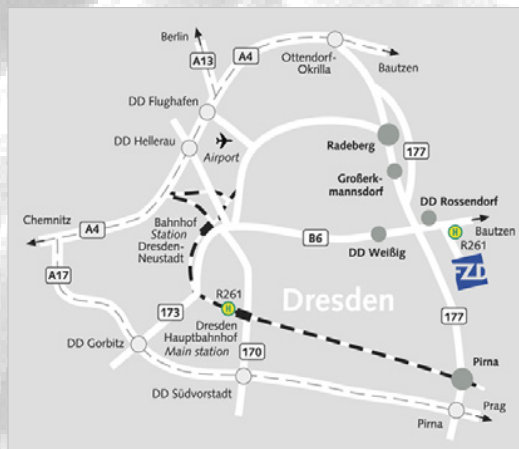 Berlin
A13
A4
Ottendorf-
Okrilla
Bautzen
DD Flughafen
DD Hellerau
Airport
Radeberg
177
Großerk-
mannsdorf
DD Rossendorf
Bautzen
H
R261
FZD
Chemnitz
A4
Bahnhof
Station
Dresden-
Neustadt
B6
DD Weißig
A17
R261
H
Dresden
173
Dresden
Hauptbahnhof
Main station
177
DD Gorbitz
170
Pirna
DD Südvorstadt
Prag
Pirna